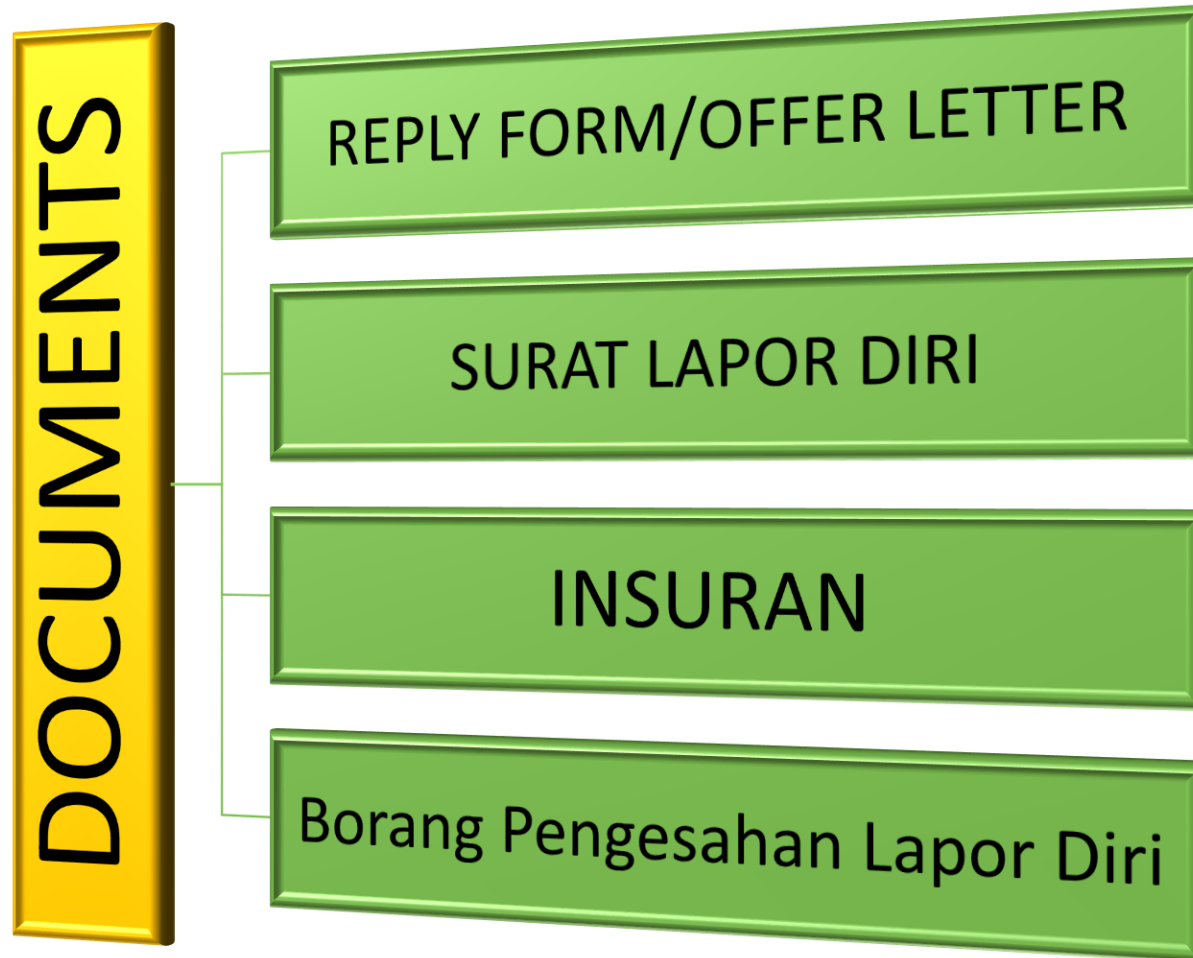 DOCUMENTS
REPLY FORM/OFFER LETTER
SURAT LAPOR DIRI
INSURAN
Borang Pengesahan Lapor Diri